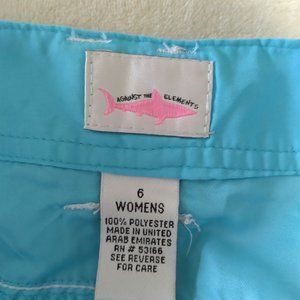 AGAINST THE ELEMENTS
6
WOMENS
100% POLYESTER
MADE IN UNITED
ARAB EMIRATES
RN # 53166
SEE REVERSE
FOR CARE